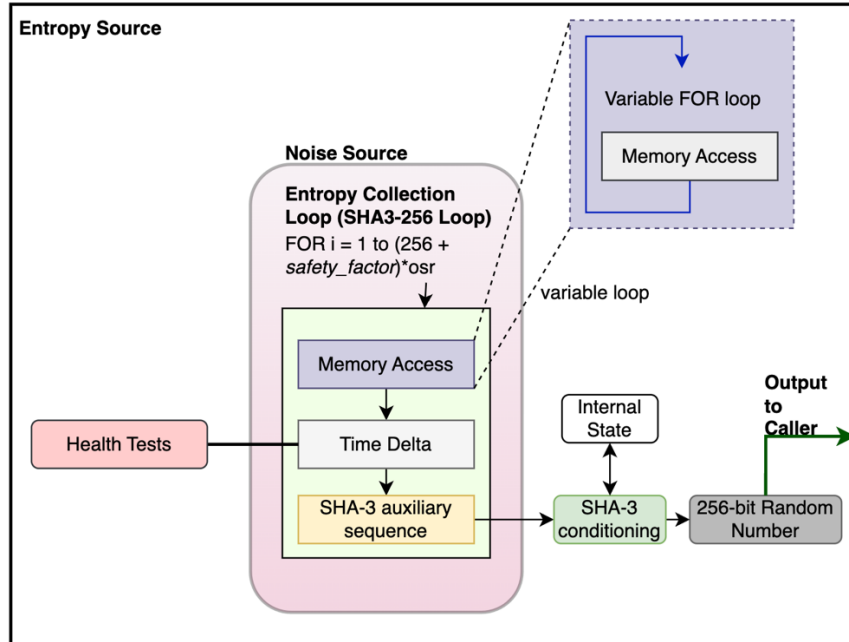 Entropy Source
Variable FOR loop
Memory Access
Noise Source
Entropy Collection
Loop (SHA3-256 Loop)
FOR i = 1 to (256 +
safety_factor)*osr
variable loop
Memory Access
Health Tests
Time Delta
SHA-3 auxiliary
sequence
Internal
State
SHA-3
conditioning
Output
to
Caller
256-bit Random
Number